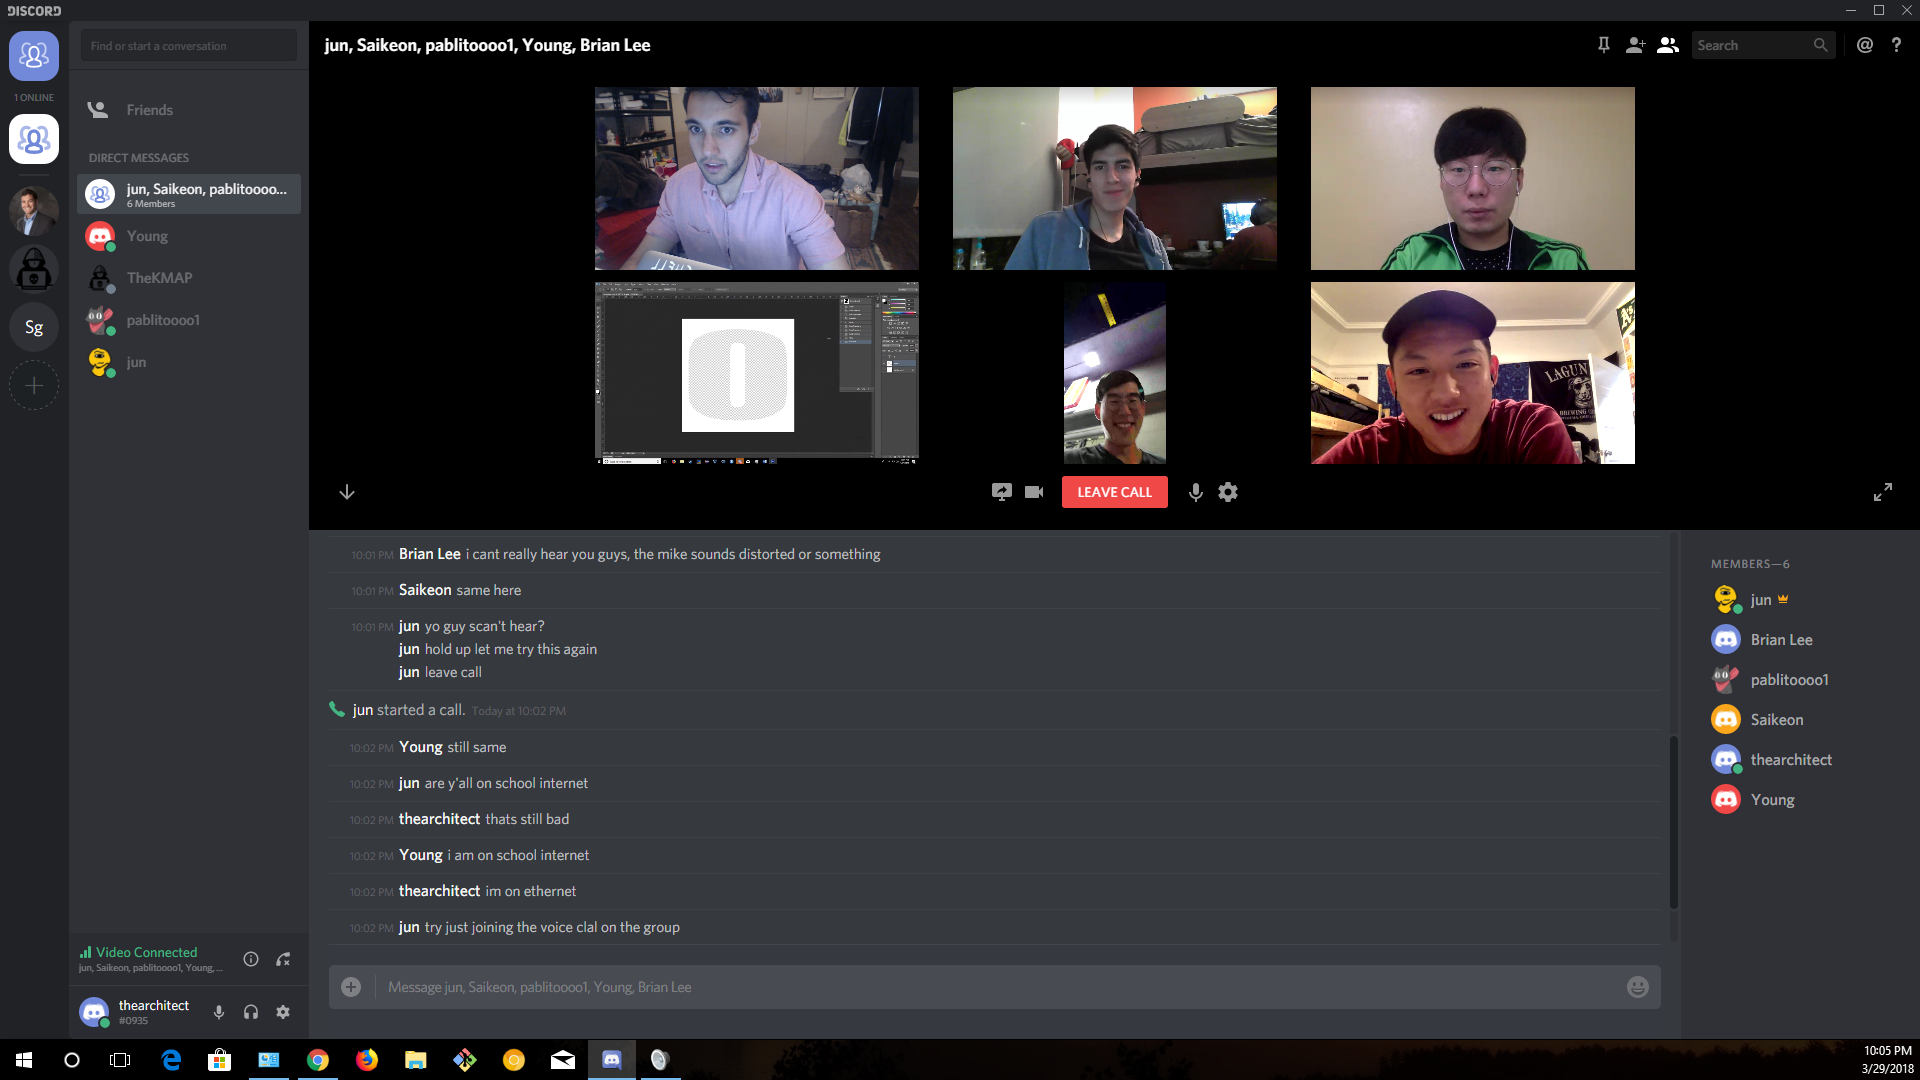 DISCORD
1 ONLINE
Sg
Find or start a conversation
Friends
DIRECT MESSAGES
jun, Saikeon, pablitoooo...
6 Members
Young
TheKMAP
pablitoooo1
jun
Video Connected
jun, Saikeon, pablitoooo1, Young, ...
thearchitect
#0935
jun, Saikeon, pablitoooo1, Young, Brian Lee
Search
LAGUN
BREWING
LEAVE CALL
10:01 PM Brian Lee i cant really hear you guys, the mike sounds distorted or something
10:01 PM Saikeon same here
10:01 PM jun yo guy scan't hear?
jun hold up let me try this again
jun leave call
jun started a call. Today at 10:02 PM
10:02 PM Young still same
10:02 PM jun are y'all on school internet
10:02 PM thearchitect thats still bad
10:02 PM Young i am on school internet
10:02 PM thearchitect im on ethernet
10:02 PM jun try just joining the voice clal on the group
Message jun, Saikeon, pablitoooo1, Young, Brian Lee
MEMBERS—6
jun
Brian Lee
pablitoooo1
Saikeon
thearchitect
Young
10:05 PM
3/29/2018